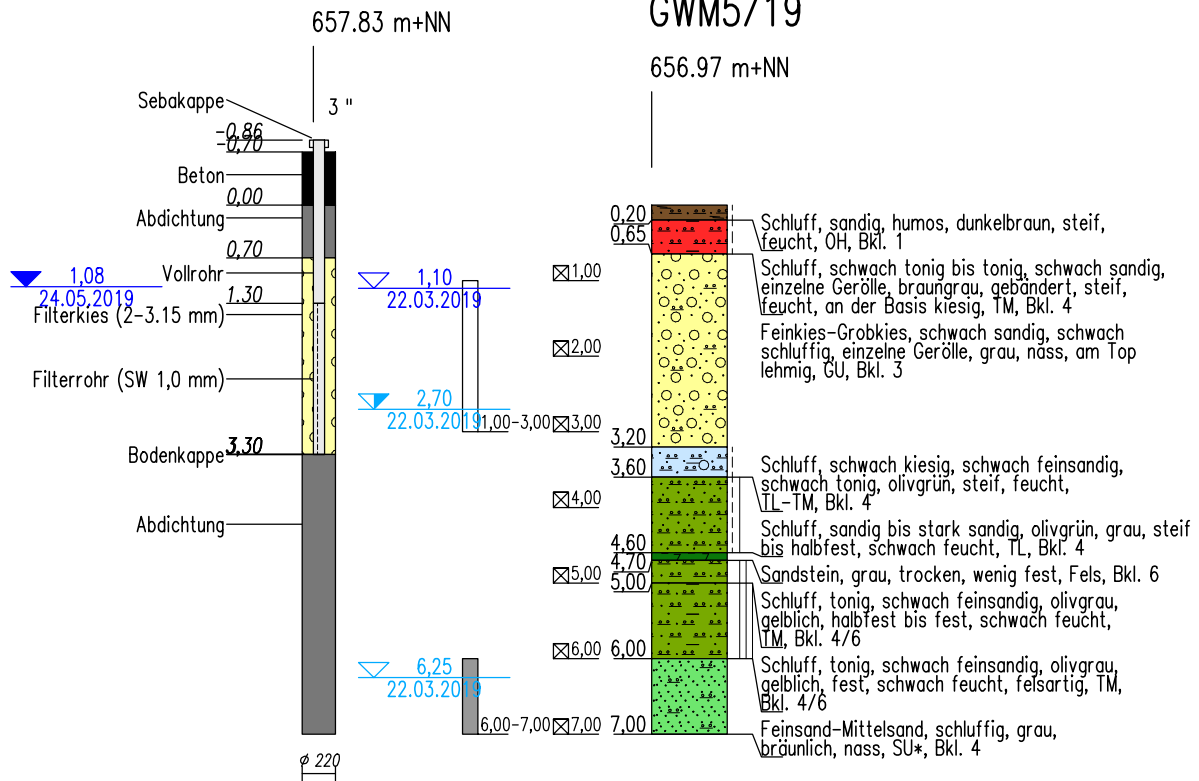 GWM5/19
657.83 m+NN
656.97 m+NN
Sebakappe
3 "
-0,86
-0,70
Beton
0,00
Abdichtung
0,70
Vollrohr
1.30
Filterkies (2-3.15 mm)
Filterrohr (SW 1,0 mm)
3,30
Bodenkappe
Abdichtung
ø 220
1,08
24.05.2019
1,10
22.03.2019
2,70
22.03.2019
6,25
22.03.2019
1,00-3,00
6,00-7,00
1,00
2,00
3,00
4,00
5,00
6,00
7,00
0,20
0,65
3,20
3,60
4,60
4,70
5,00
6,00
7,00
Schluff, sandig, humos, dunkelbraun, steif,
feucht, OH, Bkl. 1
Schluff, schwach tonig bis tonig, schwach sandig,
einzelne Gerölle, braungrau, gebändert, steif,
feucht, an der Basis kiesig, TM, Bkl. 4
Feinkies-Grobkies, schwach sandig, schwach
schluffig, einzelne Gerölle, grau, nass, am Top
lehmig, GU, Bkl. 3
Schluff, schwach kiesig, schwach feinsandig,
schwach tonig, olivgrün, steif, feucht,
TL-TM, Bkl. 4
Schluff, sandig bis stark sandig, olivgrün, grau, steif
bis halbfest, schwach feucht, TL, Bkl. 4
Sandstein, grau, trocken, wenig fest, Fels, Bkl. 6
Schluff, tonig, schwach feinsandig, olivgrau,
gelblich, halbfest bis fest, schwach feucht,
TM, Bkl. 4/6
Schluff, tonig, schwach feinsandig, olivgrau,
gelblich, fest, schwach feucht, felsartig, TM,
Bkl. 4/6
Feinsand-Mittelsand, schluffig, grau,
bräunlich, nass, SU*, Bkl. 4